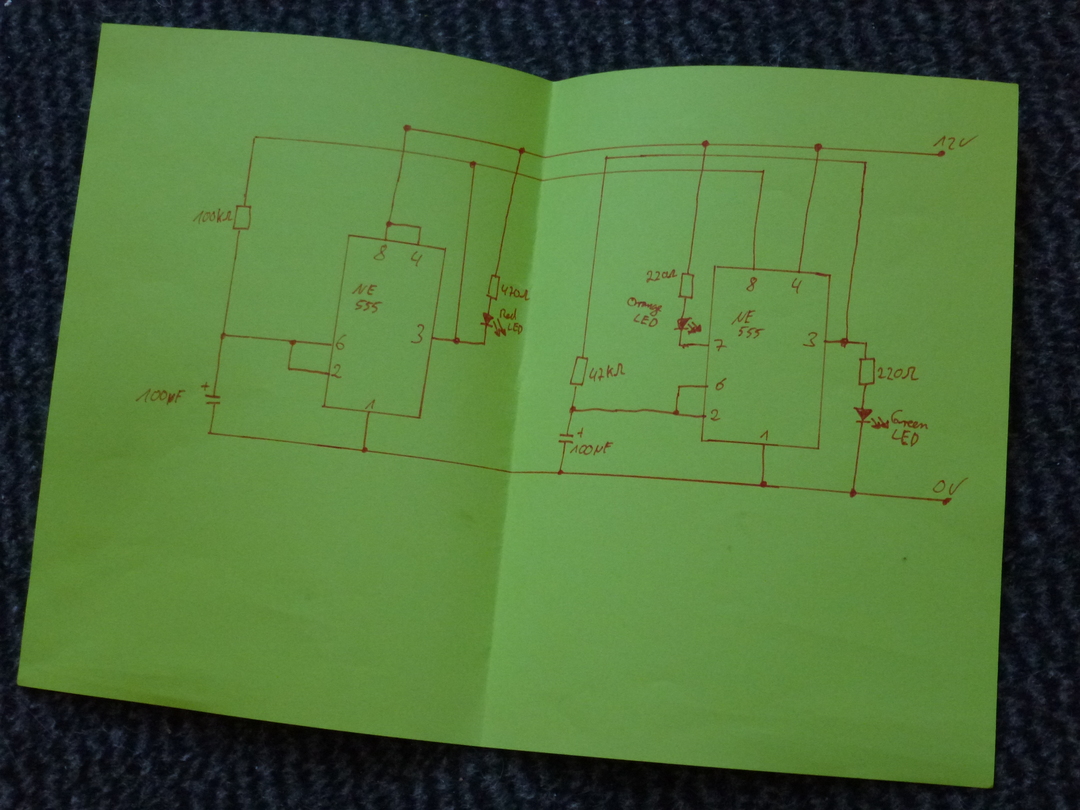 12V
100kΩ
8 4
NE
555
470Ω
Red
LED
3
6
2
1
100μF
220Ω
Orange
LED
8 4
NE
555
7
3
6
2
1
47kΩ
100μF
220Ω
Green
LED
0V